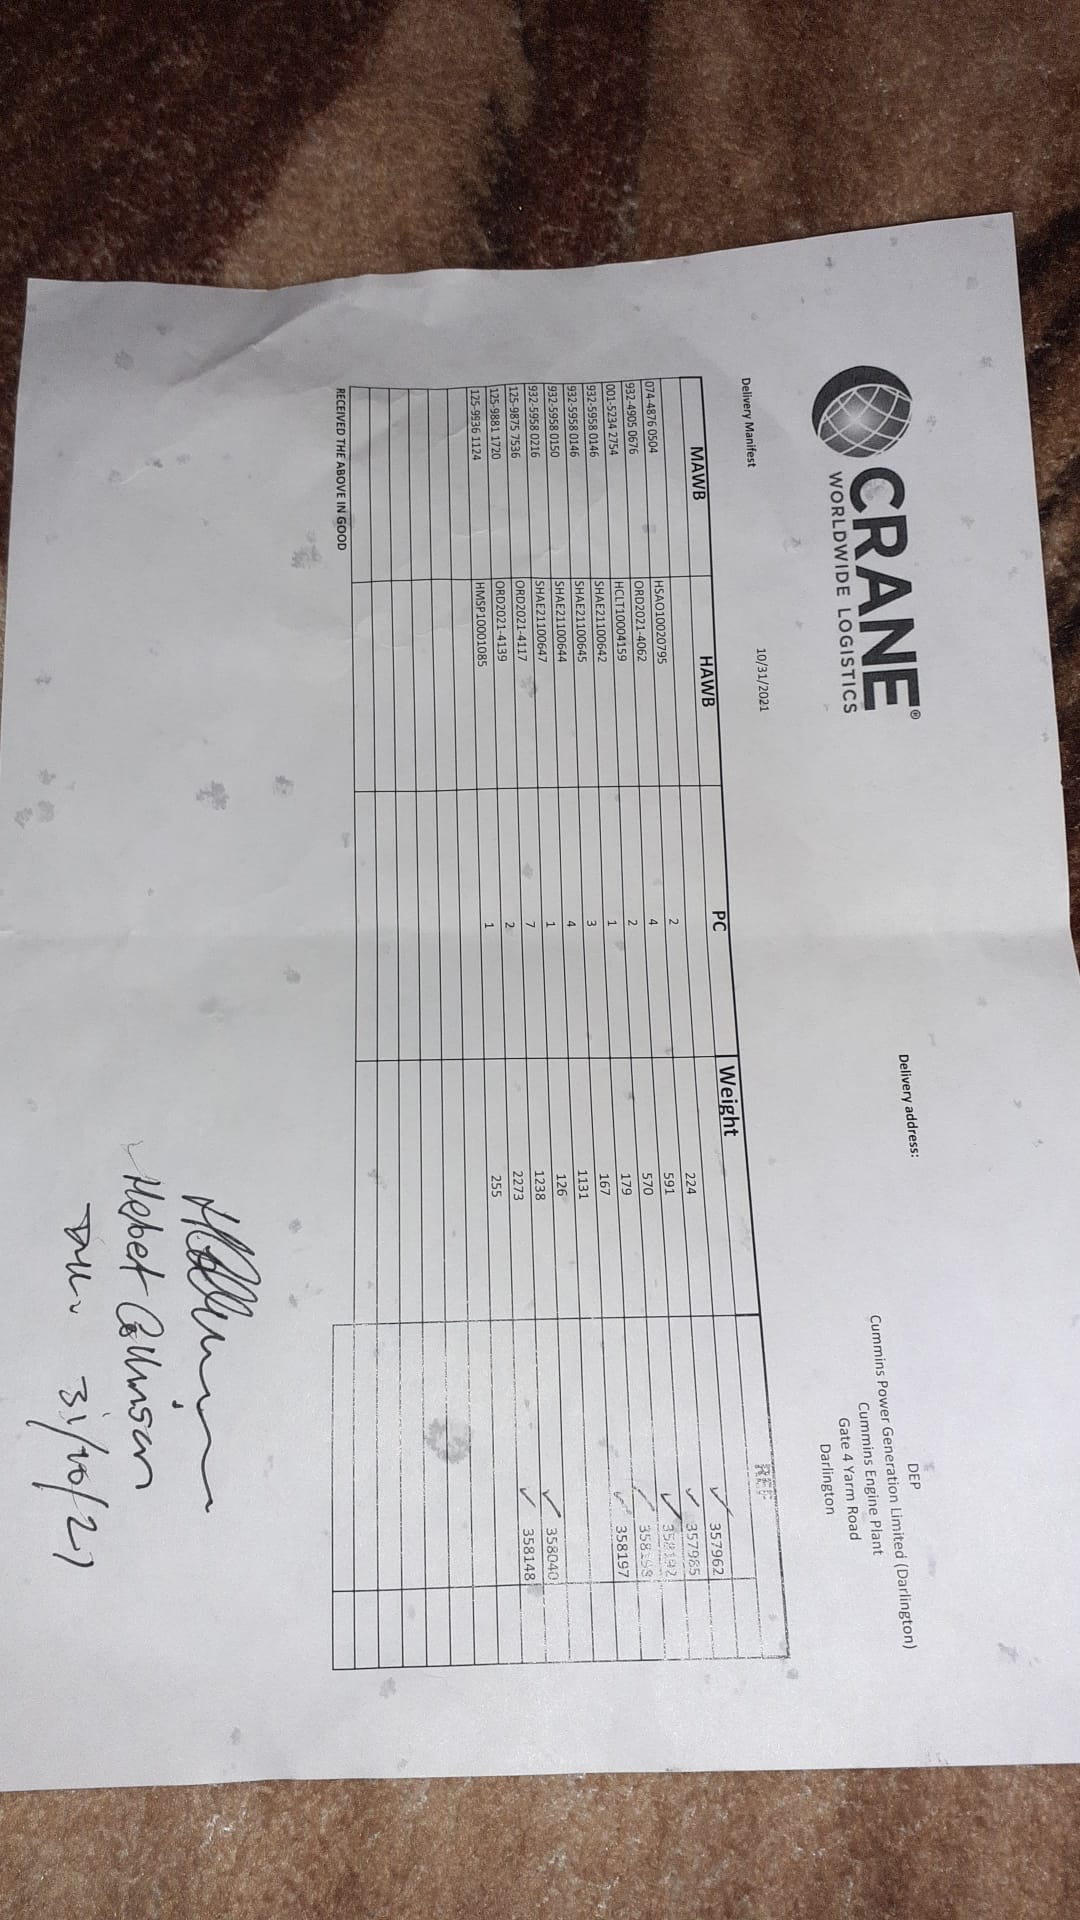 CRANE®
WORLDWIDE LOGISTICS
Delivery address:
DEP
Cummins Power Generation Limited (Darlington)
Cummins Engine Plant
Gate 4 Yarm Road
Darlington
Delivery Manifest 10/31/2021
MAWB HAWB PC Weight REF
074-4876 0504 HSAO10020795 2 224 357962
932-4905 0676 ORD2021-4062 4 591 357985
001-5234 2754 HCLT10004159 2 570
932-5958 0146 SHAE21100642 1 179
932-5958 0146 SHAE21100645 3 167 358197
932-5958 0150 SHAE21100644 4 1131
932-5958 0216 SHAE21100647 1 126
125-9875 7536 ORD2021-4117 7 1238 358040
125-9881 1720 ORD2021-4139 2 2273 358148
125-9936 1124 HMSP10001085 1 255
RECEIVED THE ABOVE IN GOOD
Collinson
31/10/21